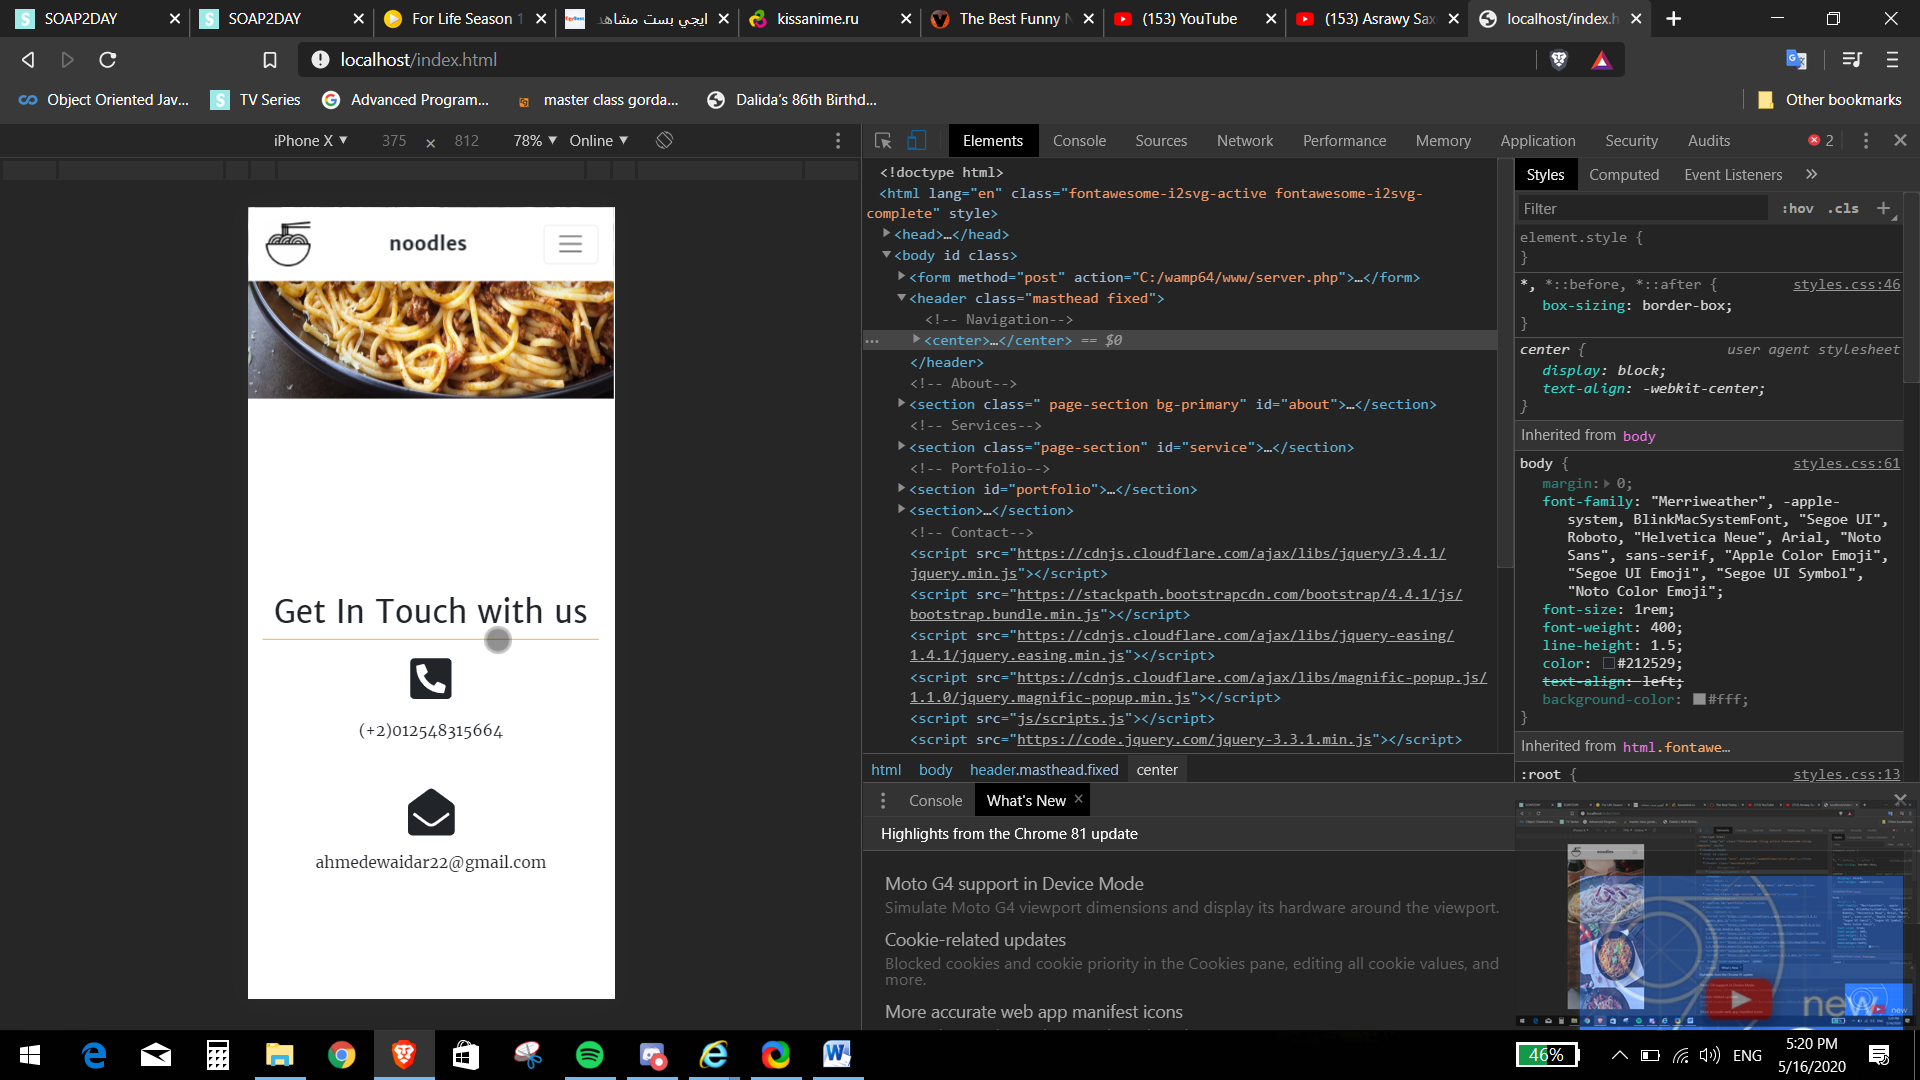 SOAP2DAY
SOAP2DAY
For Life Season 1
ايجي بست مشاهد
kissanime.ru
The Best Funny N
(153) YouTube
(153) Asrawy Sax
localhost/index.h
localhost/index.html
Object Oriented Jav...
TV Series
Advanced Program...
master class gorda...
Dalida's 86th Birthd...
Other bookmarks
iPhone X ▼ 375 × 812 78% ▼ Online ▼
Elements Console Sources Network Performance Memory Application Security Audits 2
noodles
Get In Touch with us
(+2)012548315664
ahmedewaidar22@gmail.com
<!doctype html>
<html lang="en" class="fontawesome-i2svg-active fontawesome-i2svg-
complete" style>
<head>…</head>
<body id class>
<form method="post" action="C:/wamp64/www/server.php">…</form>
<header class="masthead fixed">
<!-- Navigation-->
<center>…</center> == $0
</header>
<!-- About-->
<section class=" page-section bg-primary" id="about">…</section>
<!-- Services-->
<section class="page-section" id="service">…</section>
<!-- Portfolio-->
<section id="portfolio">…</section>
<section>…</section>
<!-- Contact-->
<script src="https://cdnjs.cloudflare.com/ajax/libs/jquery/3.4.1/
jquery.min.js"></script>
<script src="https://stackpath.bootstrapcdn.com/bootstrap/4.4.1/js/
bootstrap.bundle.min.js"></script>
<script src="https://cdnjs.cloudflare.com/ajax/libs/jquery-easing/
1.4.1/jquery.easing.min.js"></script>
<script src="https://cdnjs.cloudflare.com/ajax/libs/magnific-popup.js/
1.1.0/jquery.magnific-popup.min.js"></script>
<script src="js/scripts.js"></script>
<script src="https://code.jquery.com/jquery-3.3.1.min.js"></script>
html body header.masthead.fixed center
Styles Computed Event Listeners »
Filter :hov .cls +
element.style {
}
*, *::before, *::after { styles.css:46
box-sizing: border-box;
}
center { user agent stylesheet
display: block;
text-align: -webkit-center;
}
Inherited from body
body { styles.css:61
margin: 0;
font-family: "Merriweather", -apple-
system, BlinkMacSystemFont, "Segoe UI",
Roboto, "Helvetica Neue", Arial, "Noto
Sans", sans-serif, "Apple Color Emoji",
"Segoe UI Emoji", "Segoe UI Symbol",
"Noto Color Emoji";
font-size: 1rem;
font-weight: 400;
line-height: 1.5;
color: #212529;
text-align: left;
background-color: #fff;
}
Inherited from html.fontawe…
:root { styles.css:13
Console What's New ×
Highlights from the Chrome 81 update
Moto G4 support in Device Mode
Simulate Moto G4 viewport dimensions and display its hardware around the viewport.
Cookie-related updates
Blocked cookies and cookie priority in the Cookies pane, editing all cookie values, and
more.
More accurate web app manifest icons
new
46%
ENG
5:20 PM
5/16/2020